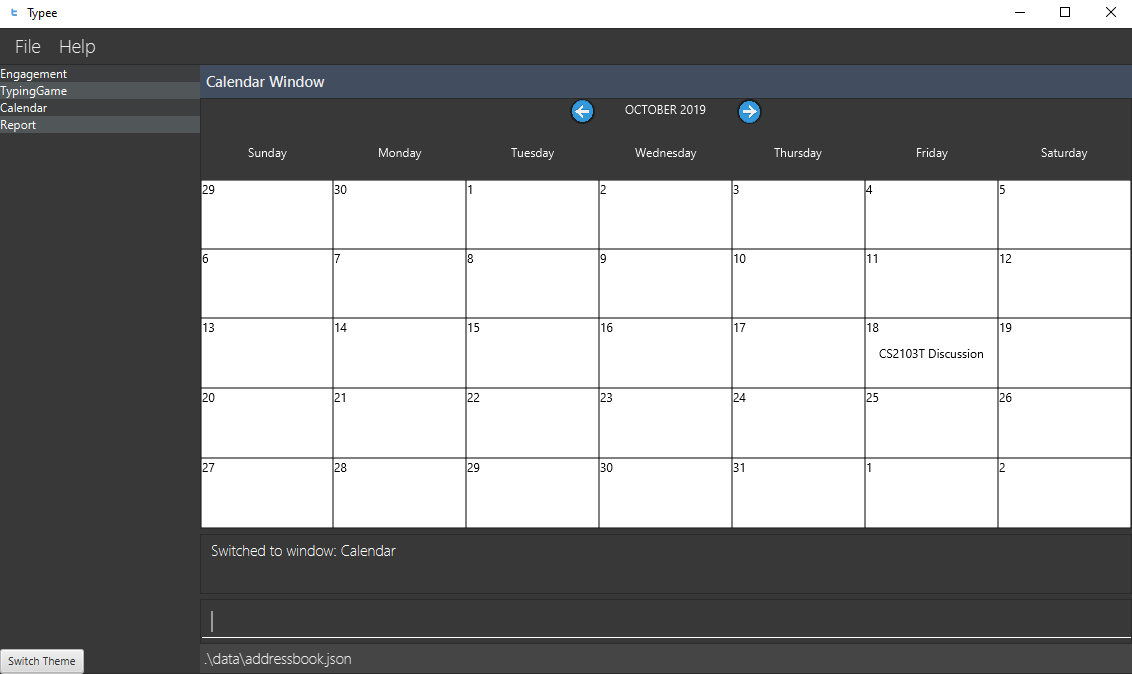 Typee
File Help
Engagement
TypingGame
Calendar
Report
Calendar Window
OCTOBER 2019
Sunday Monday Tuesday Wednesday Thursday Friday Saturday
29 30 1 2 3 4 5
6 7 8 9 10 11 12
13 14 15 16 17 18 19
CS2103T Discussion
20 21 22 23 24 25 26
27 28 29 30 31 1 2
Switched to window: Calendar
Switch Theme
.\data\addressbook.json